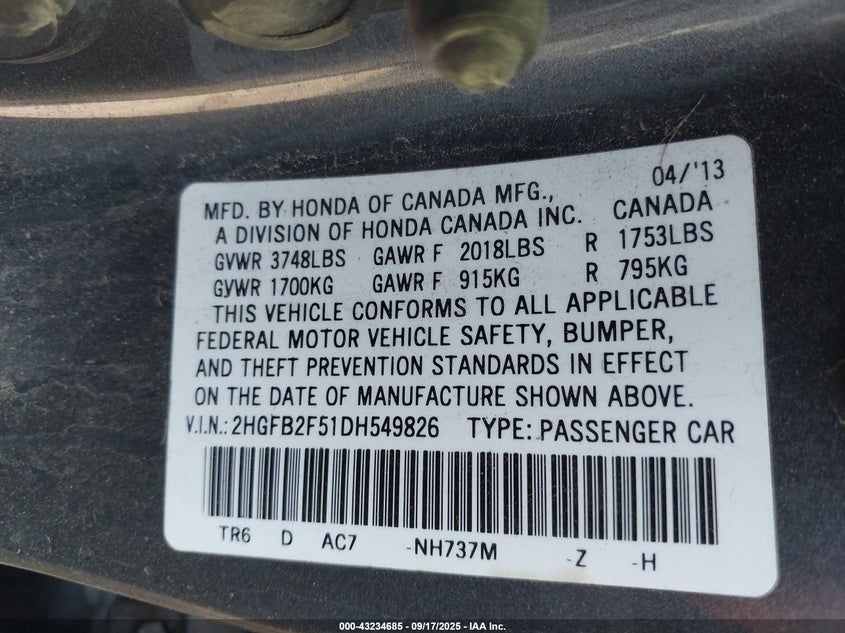 04/'13
MFD. BY HONDA OF CANADA MFG.,
A DIVISION OF HONDA CANADA INC. CANADA
GVWR 3748LBS GAWR F 2018LBS R 1753LBS
GVWR 1700KG GAWR F 915KG R 795KG
THIS VEHICLE CONFORMS TO ALL APPLICABLE
FEDERAL MOTOR VEHICLE SAFETY, BUMPER,
AND THEFT PREVENTION STANDARDS IN EFFECT
ON THE DATE OF MANUFACTURE SHOWN ABOVE.
V.I.N.: 2HGFB2F51DH549826 TYPE: PASSENGER CAR
TR6 D AC7 -NH737M -Z -H
000-43234685 - 09/17/2025 - IAA Inc.